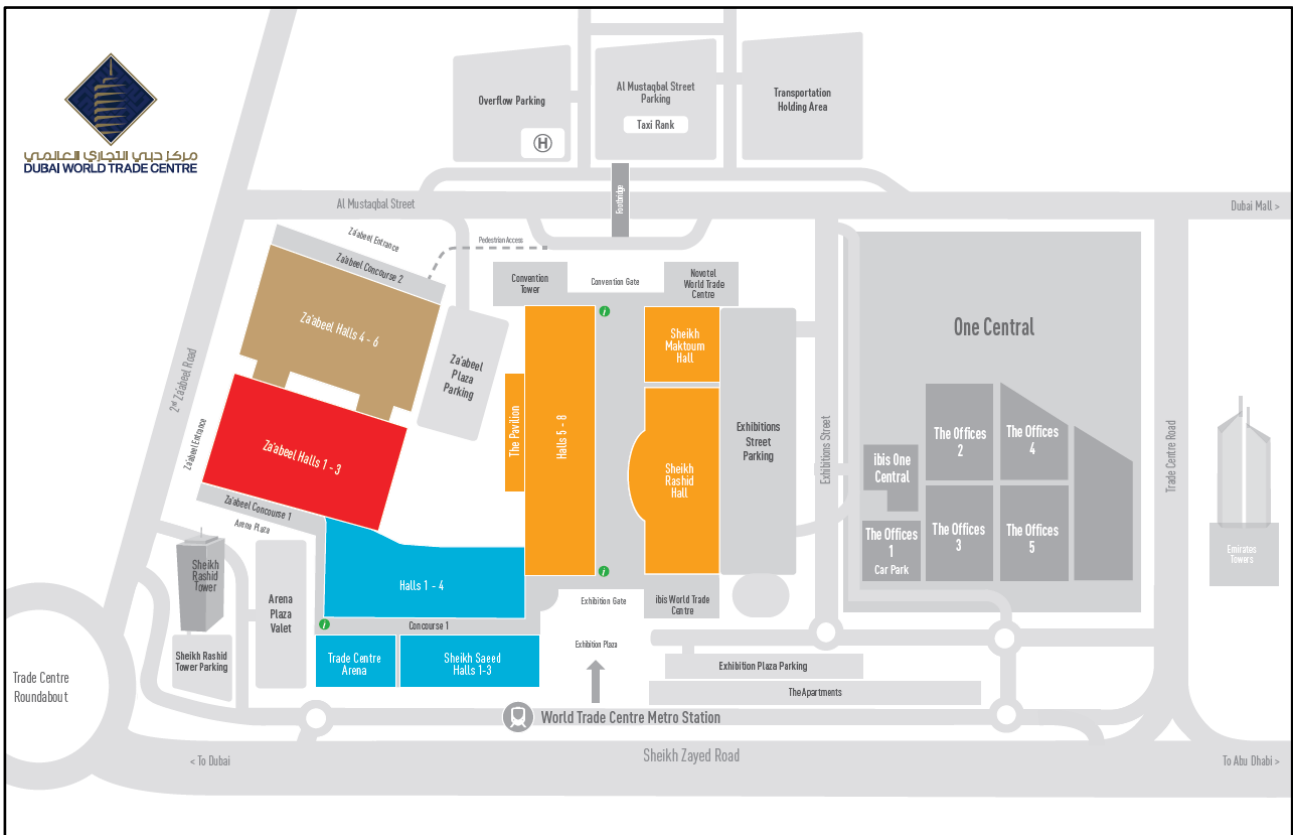 مركز دبي التجاري العالمي
DUBAI WORLD TRADE CENTRE
Overflow Parking
H
Al Mustaqbal Street
Parking
Taxi Rank
Transportation
Holding Area
Footbridge
Al Mustaqbal Street
Dubai Mall >
Za'abeel Entrance
Za'abeel Concourse 2
Pedestrian Access
Convention
Tower
Convention Gate
Novotel
World Trade
Centre
Za'abeel Halls 4 - 6
Za'abeel
Plaza
Parking
2nd Za'abeel Road
Za'abeel Entrance
Za'abeel Halls 1 - 3
Za'abeel Concourse 1
Arena Plaza
The Pavilion
Halls 5 - 8
i
Sheikh
Maktoum
Hall
Sheikh
Rashid
Hall
Exhibitions
Street
Parking
Exhibitions Street
One Central
The Offices
2
The Offices
4
ibis One
Central
The Offices
1
Car Park
The Offices
3
The Offices
5
Trade Centre Road
Emirates
Towers
Sheikh
Rashid
Tower
Sheikh Rashid
Tower Parking
Arena
Plaza
Valet
Halls 1 - 4
i
Concourse 1
Trade Centre
Arena
Sheikh Saeed
Halls 1-3
i
Exhibition Gate
ibis World Trade
Centre
Exhibition Plaza
Exhibition Plaza Parking
The Apartments
Trade Centre
Roundabout
World Trade Centre Metro Station
Sheikh Zayed Road
< To Dubai
To Abu Dhabi >